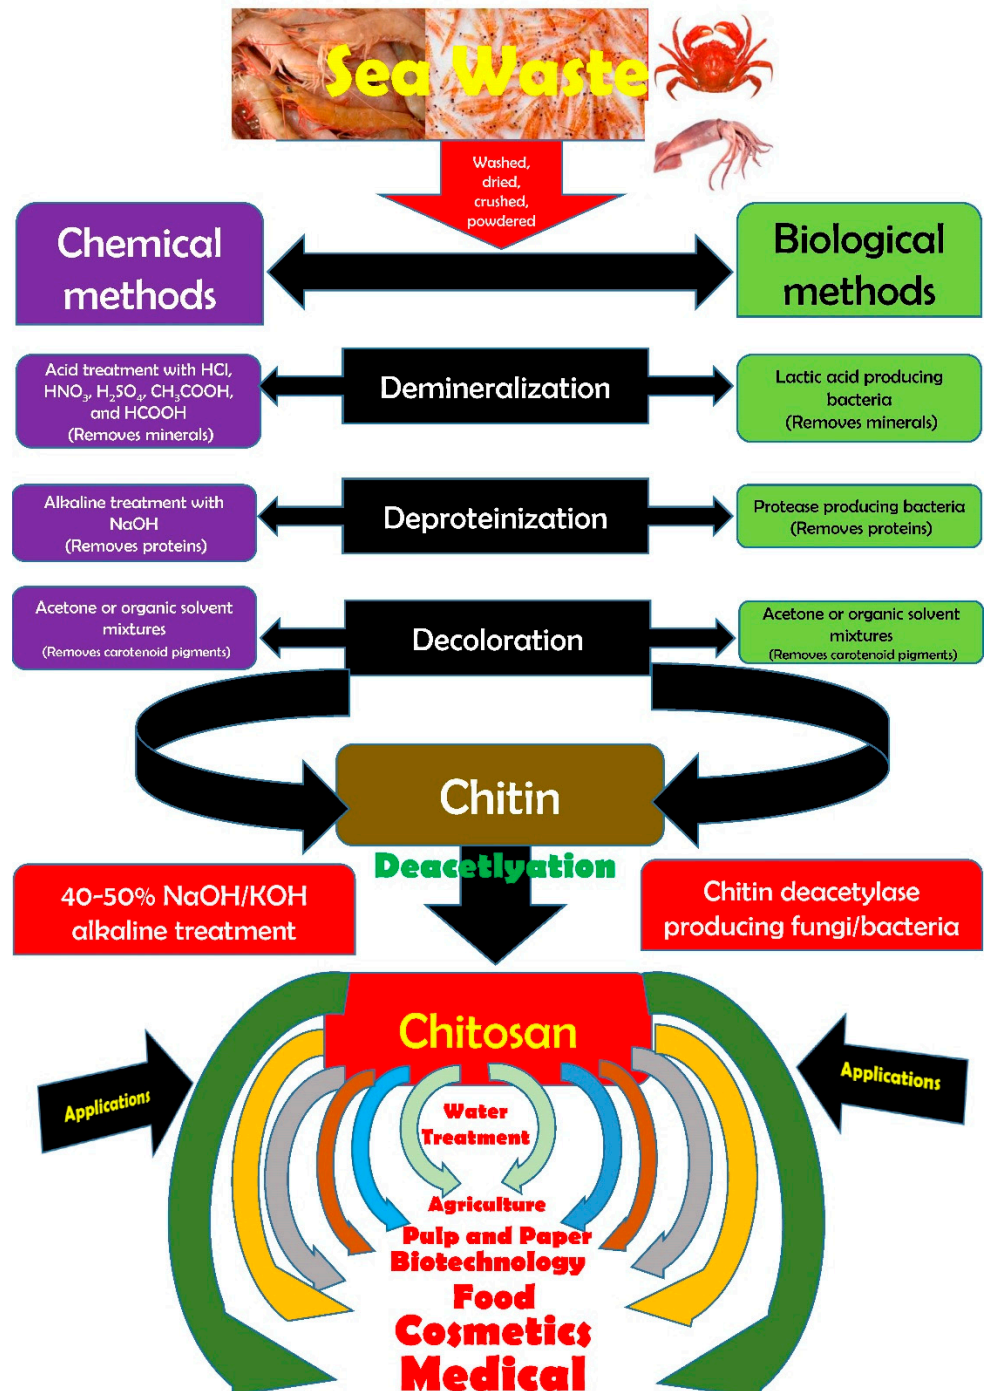 Sea Waste
Washed,
dried,
crushed,
powdered
Chemical
methods
Biological
methods
Acid treatment with HCl,
HNO₃, H₂SO₄, CH₃COOH,
and HCOOH
(Removes minerals)
Demineralization
Lactic acid producing
bacteria
(Removes minerals)
Alkaline treatment with
NaOH
(Removes proteins)
Deproteinization
Protease producing bacteria
(Removes proteins)
Acetone or organic solvent
mixtures
(Removes carotenoid pigments)
Decoloration
Acetone or organic solvent
mixtures
(Removes carotenoid pigments)
Chitin
Deacetlyation
40-50% NaOH/KOH
alkaline treatment
Chitin deacetylase
producing fungi/bacteria
Chitosan
Applications
Applications
Water
Treatment
Agriculture
Pulp and Paper
Biotechnology
Food
Cosmetics
Medical